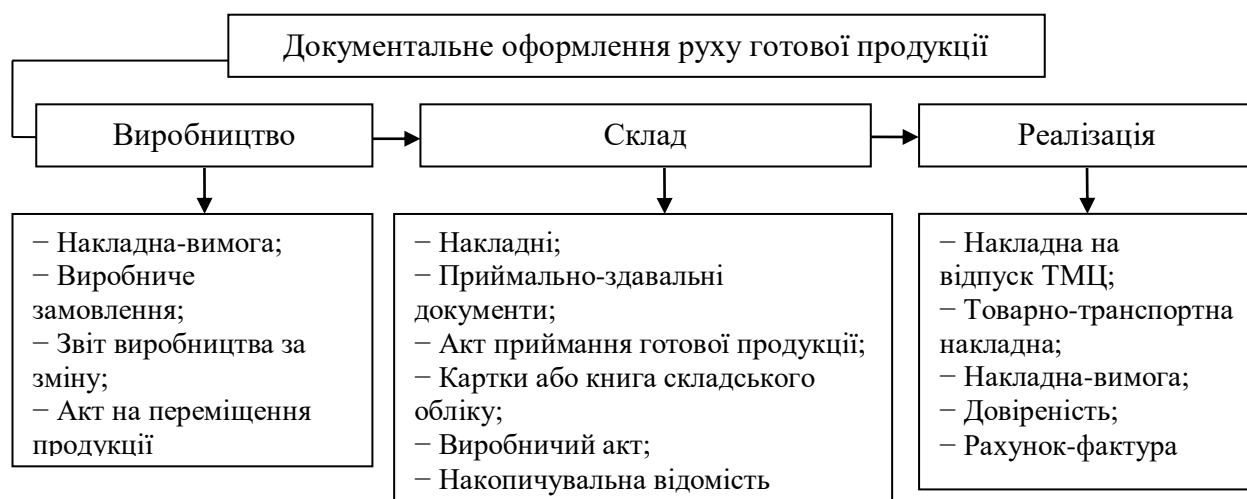 Документальне оформлення руху готової продукції
Виробництво
Склад
Реалізація
− Накладна-вимога;
− Виробниче
замовлення;
− Звіт виробництва за
зміну;
− Акт на переміщення
продукції
− Накладні;
− Приймально-здавальні
документи;
− Акт приймання готової продукції;
− Картки або книга складського
обліку;
− Виробничий акт;
− Накопичувальна відомість
− Накладна на
відпуск ТМЦ;
− Товарно-транспортна
накладна;
− Накладна-вимога;
− Довіреність;
− Рахунок-фактура